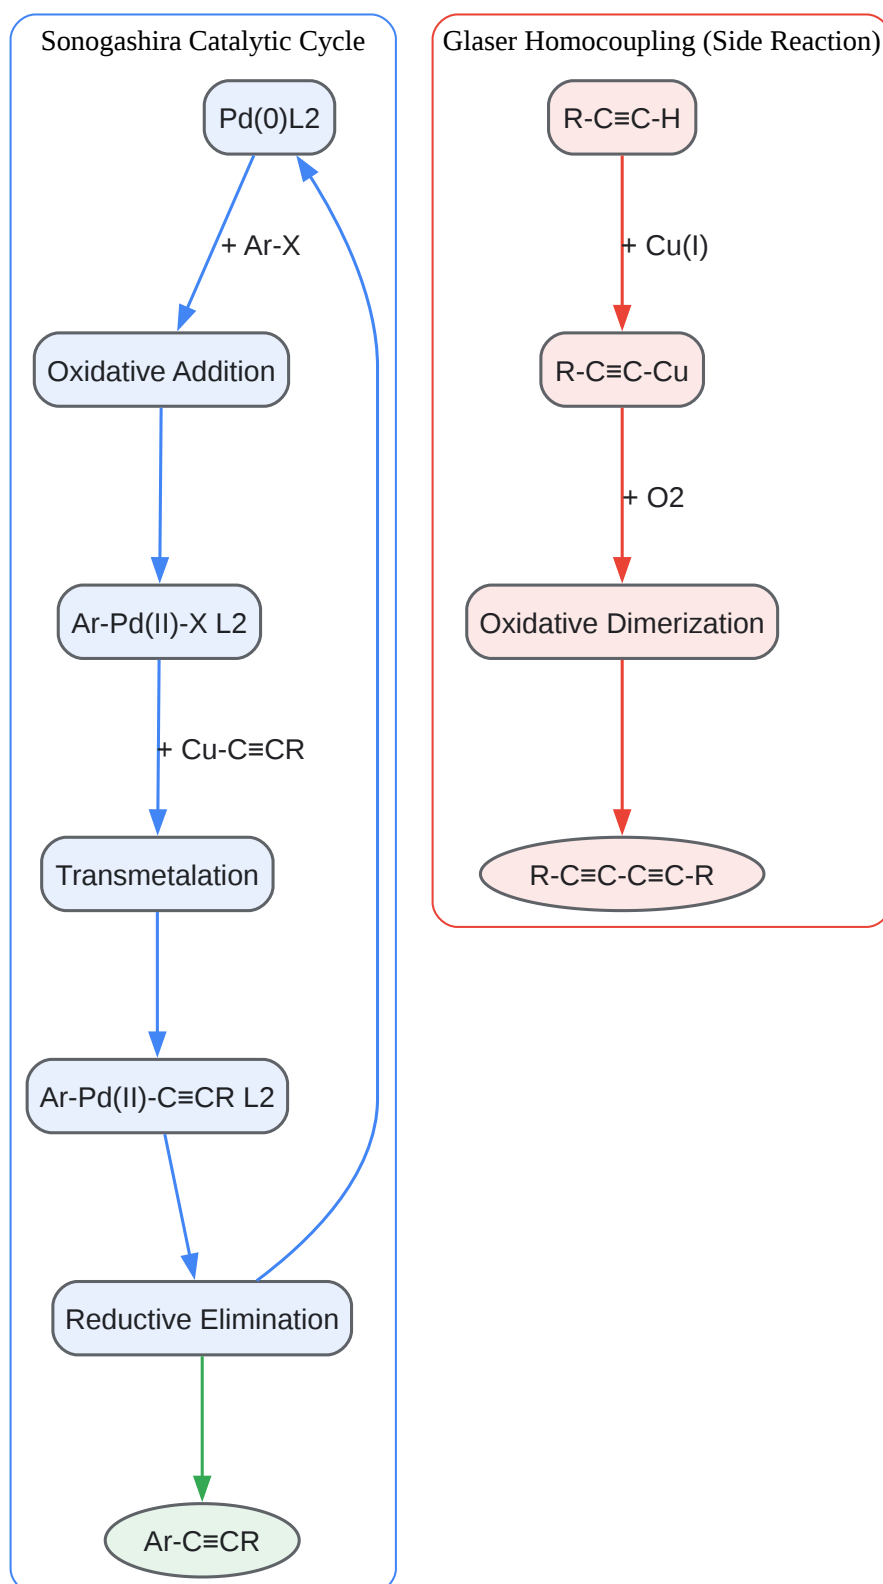 Sonogashira Catalytic Cycle
Pd(0)L2
+ Ar-X
Oxidative Addition
Ar-Pd(II)-X L2
+ Cu-C≡CR
Transmetalation
Ar-Pd(II)-C≡CR L2
Reductive Elimination
Ar-C≡CR
Glaser Homocoupling (Side Reaction)
R-C≡C-H
+ Cu(I)
R-C≡C-Cu
+ O2
Oxidative Dimerization
R-C≡C-C≡C-R